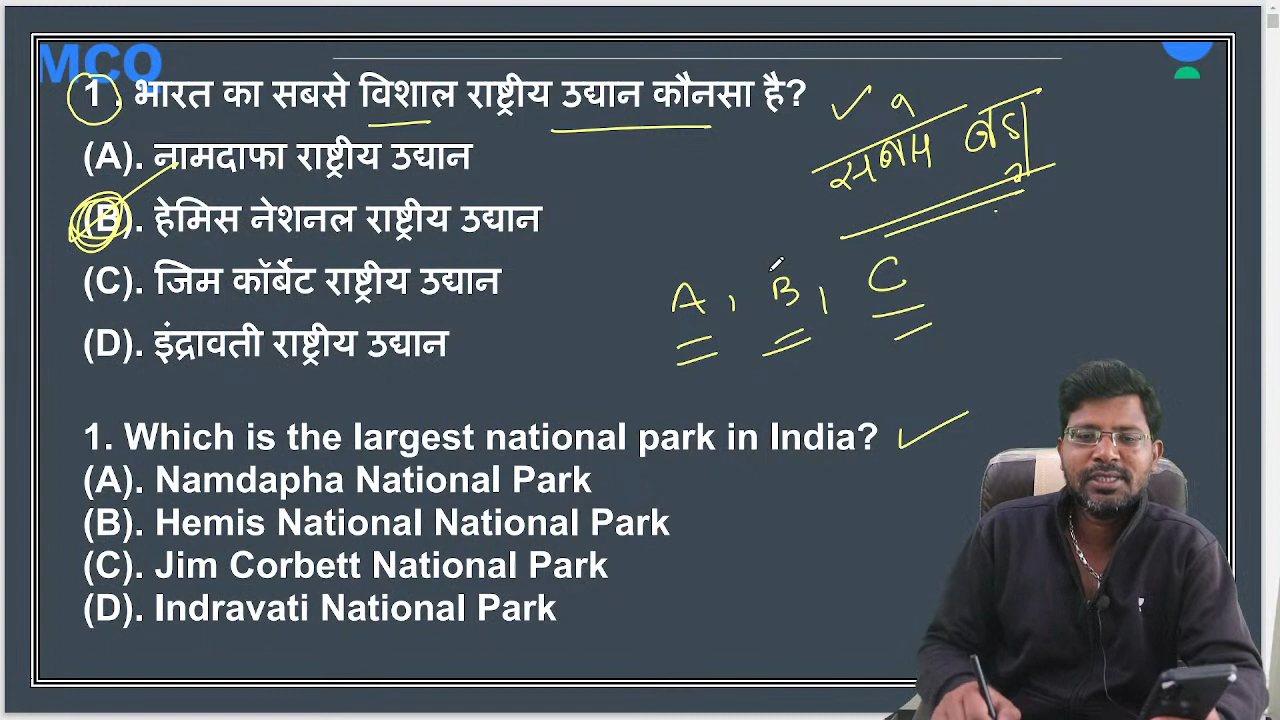 MCQ
1. भारत का सबसे विशाल राष्ट्रीय उद्यान कौनसा है?
(A). नामदाफा राष्ट्रीय उद्यान
(B). हेमिस नेशनल राष्ट्रीय उद्यान
(C). जिम कॉर्बेट राष्ट्रीय उद्यान
(D). इंद्रावती राष्ट्रीय उद्यान
A, B, C
1. Which is the largest national park in India?
(A). Namdapha National Park
(B). Hemis National National Park
(C). Jim Corbett National Park
(D). Indravati National Park